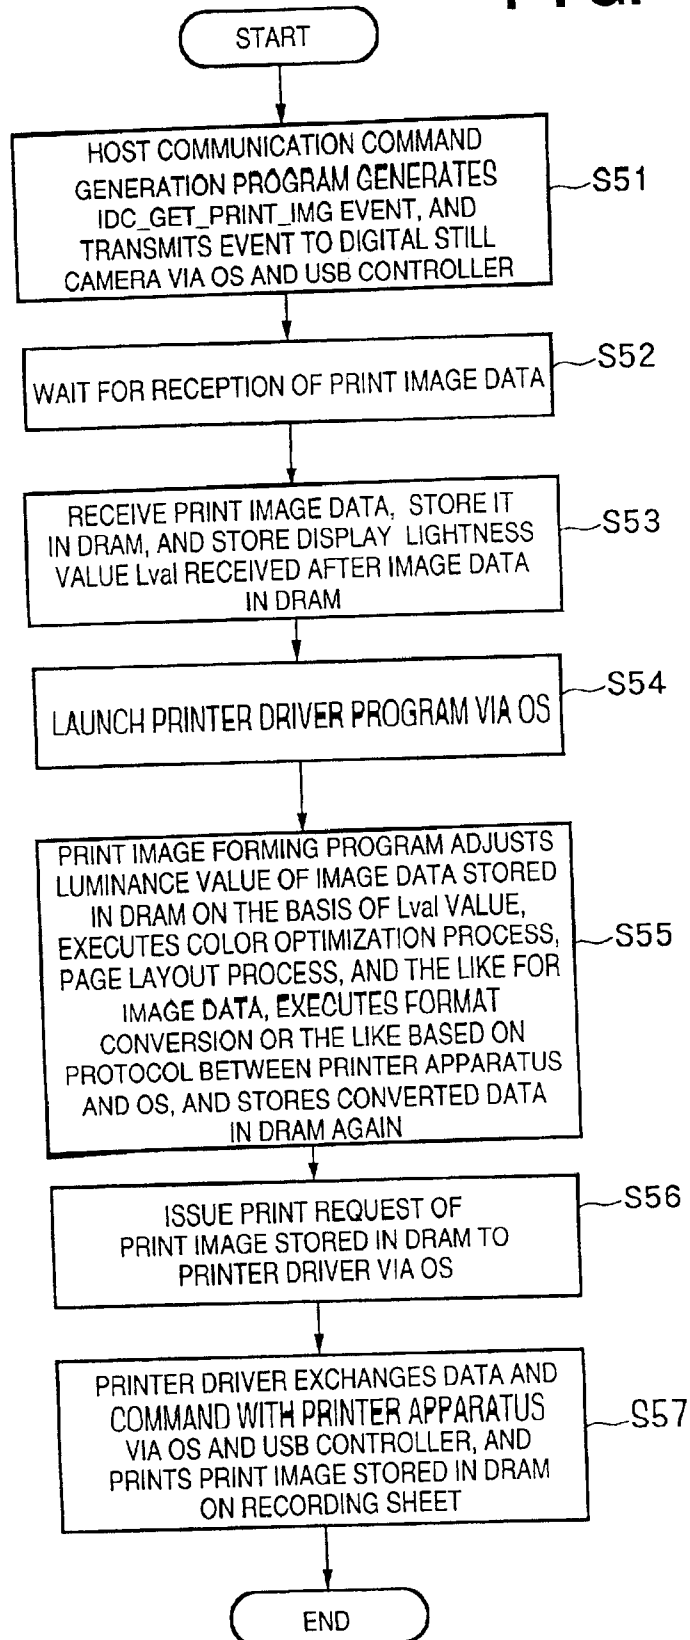 FIG.
START
HOST COMMUNICATION COMMAND
GENERATION PROGRAM GENERATES
IDC_GET_PRINT_IMG EVENT, AND
TRANSMITS EVENT TO DIGITAL STILL
CAMERA VIA OS AND USB CONTROLLER
S51
WAIT FOR RECEPTION OF PRINT IMAGE DATA
S52
RECEIVE PRINT IMAGE DATA, STORE IT
IN DRAM, AND STORE DISPLAY LIGHTNESS
VALUE Lval RECEIVED AFTER IMAGE DATA
IN DRAM
S53
LAUNCH PRINTER DRIVER PROGRAM VIA OS
S54
PRINT IMAGE FORMING PROGRAM ADJUSTS
LUMINANCE VALUE OF IMAGE DATA STORED
IN DRAM ON THE BASIS OF Lval VALUE,
EXECUTES COLOR OPTIMIZATION PROCESS,
PAGE LAYOUT PROCESS, AND THE LIKE FOR
IMAGE DATA, EXECUTES FORMAT
CONVERSION OR THE LIKE BASED ON
PROTOCOL BETWEEN PRINTER APPARATUS
AND OS, AND STORES CONVERTED DATA
IN DRAM AGAIN
S55
ISSUE PRINT REQUEST OF
PRINT IMAGE STORED IN DRAM TO
PRINTER DRIVER VIA OS
S56
PRINTER DRIVER EXCHANGES DATA AND
COMMAND WITH PRINTER APPARATUS
VIA OS AND USB CONTROLLER, AND
PRINTS PRINT IMAGE STORED IN DRAM
ON RECORDING SHEET
S57
END